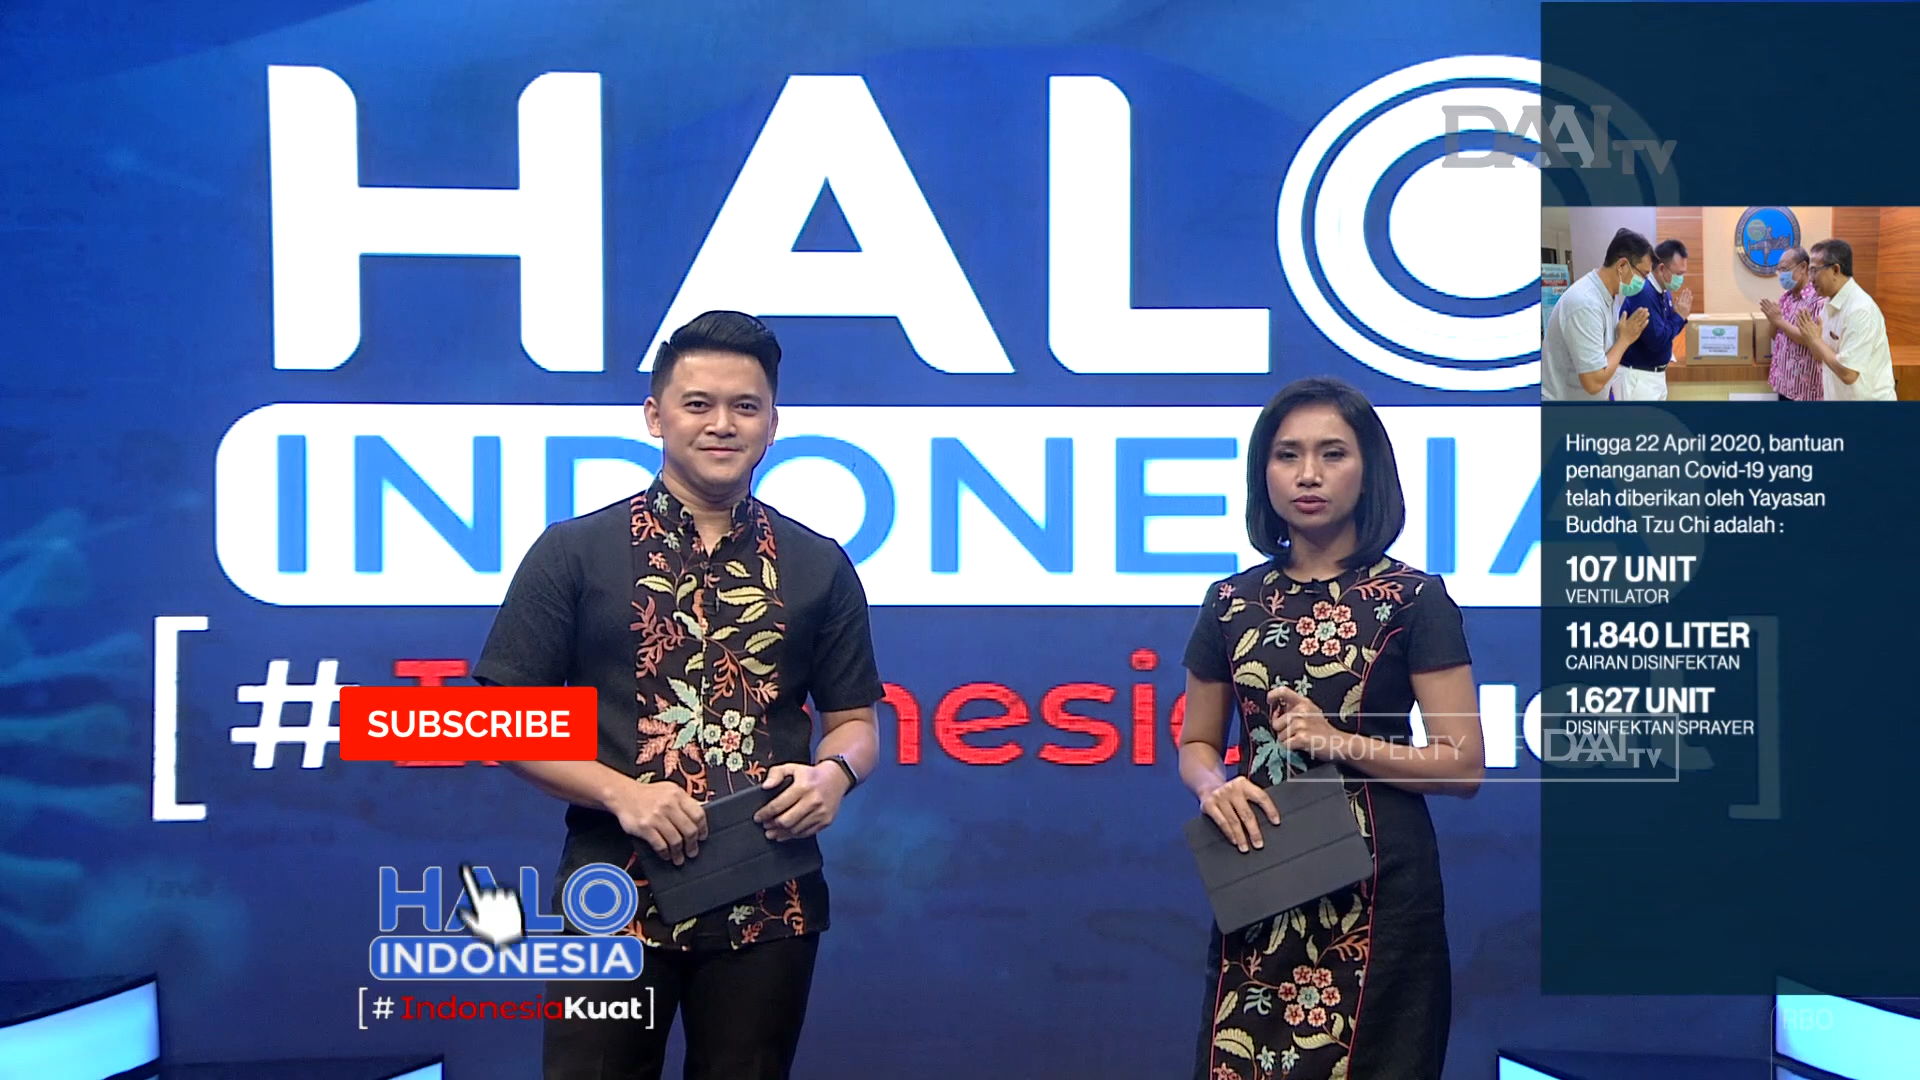 HALO
INDONESIA
[#
SUBSCRIBE
HALO
INDONESIA
[#IndonesiaKuat]
DAAI TV
Hingga 22 April 2020, bantuan
penanganan Covid-19 yang
telah diberikan oleh Yayasan
Buddha Tzu Chi adalah :
107 UNIT
VENTILATOR
11.840 LITER
CAIRAN DISINFEKTAN
1.627 UNIT
DISINFEKTAN SPRAYER
PROPERTY OF DAAI TV
RBO